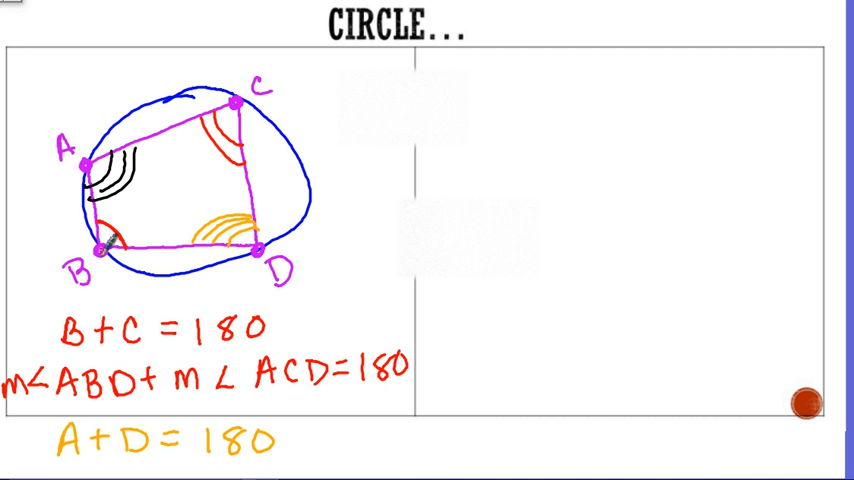 CIRCLE...
C
A
B
D
B+C = 180
m<ABD+ m< ACD=180
A+D= 180